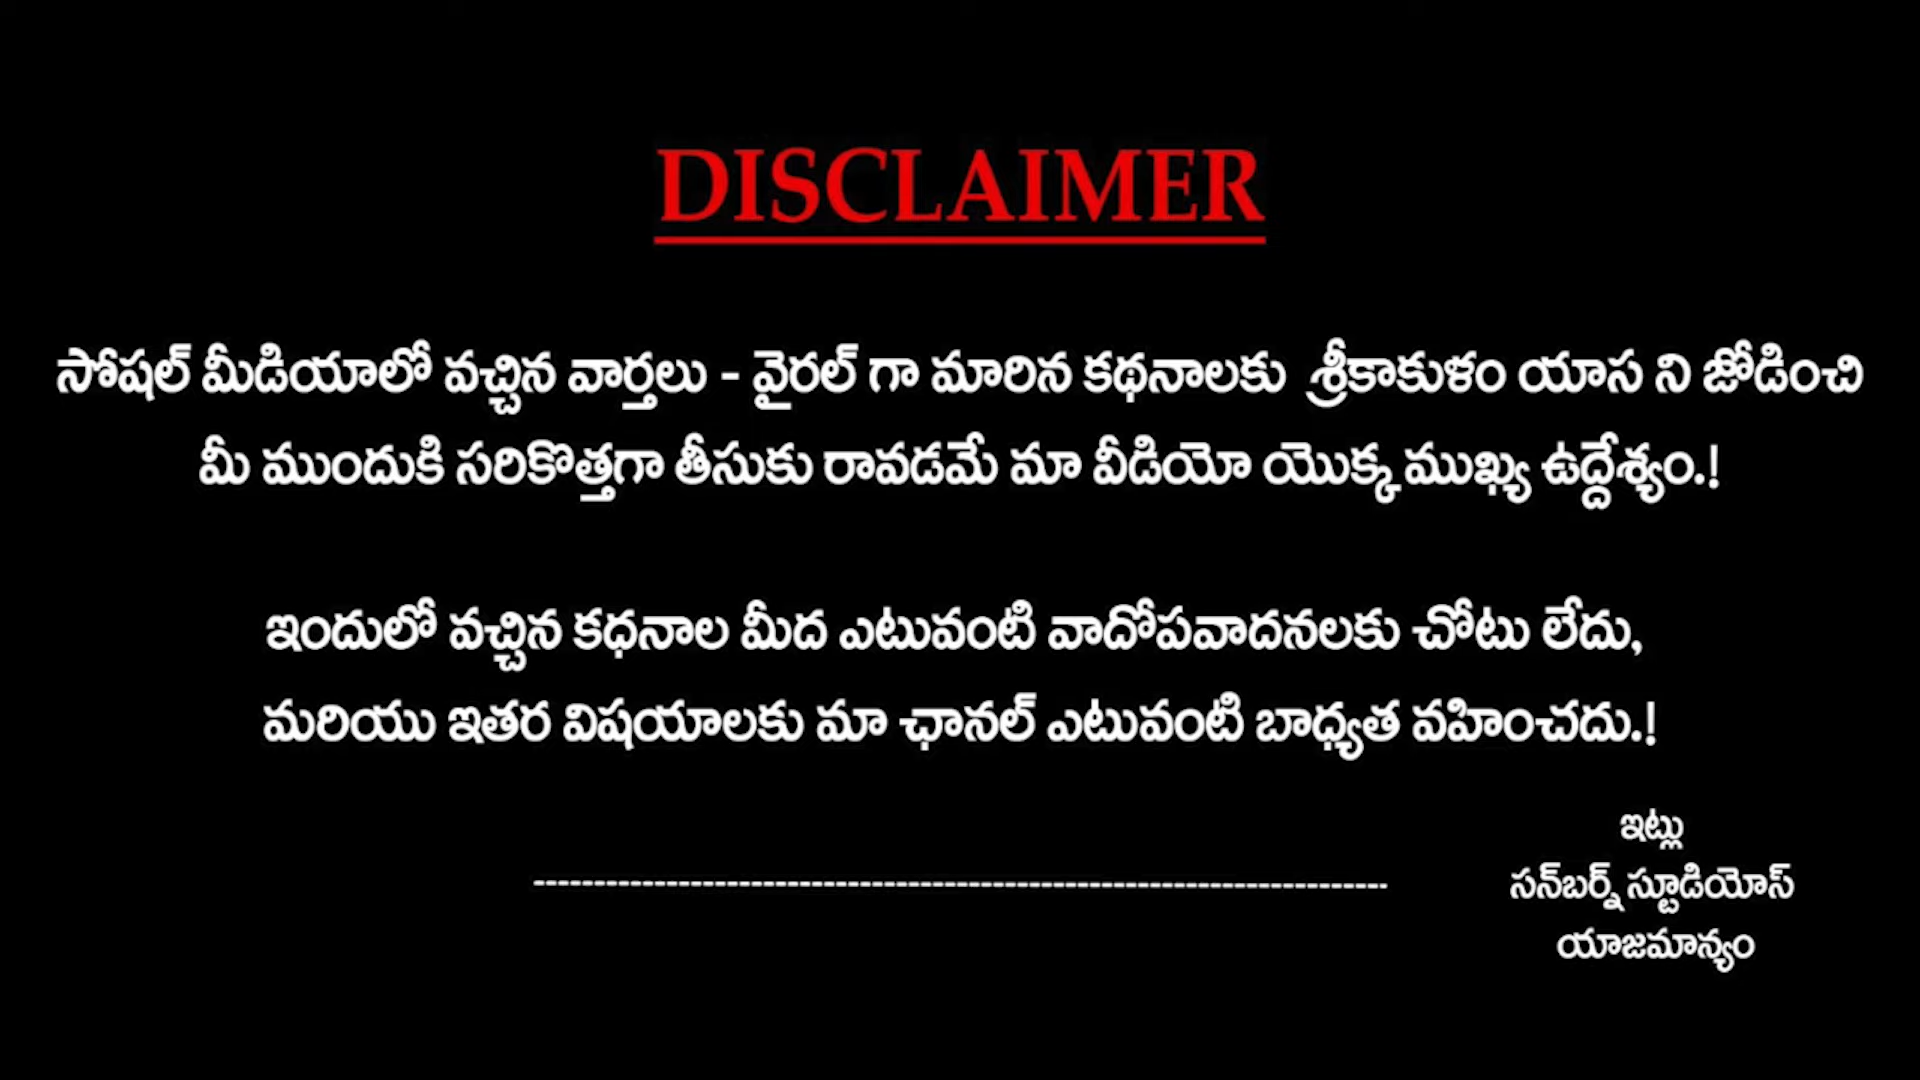 DISCLAIMER
సోషల్ మీడియాలో వచ్చిన వార్తలు - వైరల్ గా మారిన కథనాలకు శ్రీకాకుళం యాస ని జోడించి
మీ ముందుకి సరికొత్తగా తీసుకు రావడమే మా వీడియో యొక్క ముఖ్య ఉద్దేశ్యం.!
ఇందులో వచ్చిన కధనాల మీద ఎటువంటి వాదోపవాదనలకు చోటు లేదు,
మరియు ఇతర విషయాలకు మా ఛానల్ ఎటువంటి బాధ్యత వహించదు.!
ఇట్లు
సన్‌బర్న్ స్టూడియోస్
యాజమాన్యం